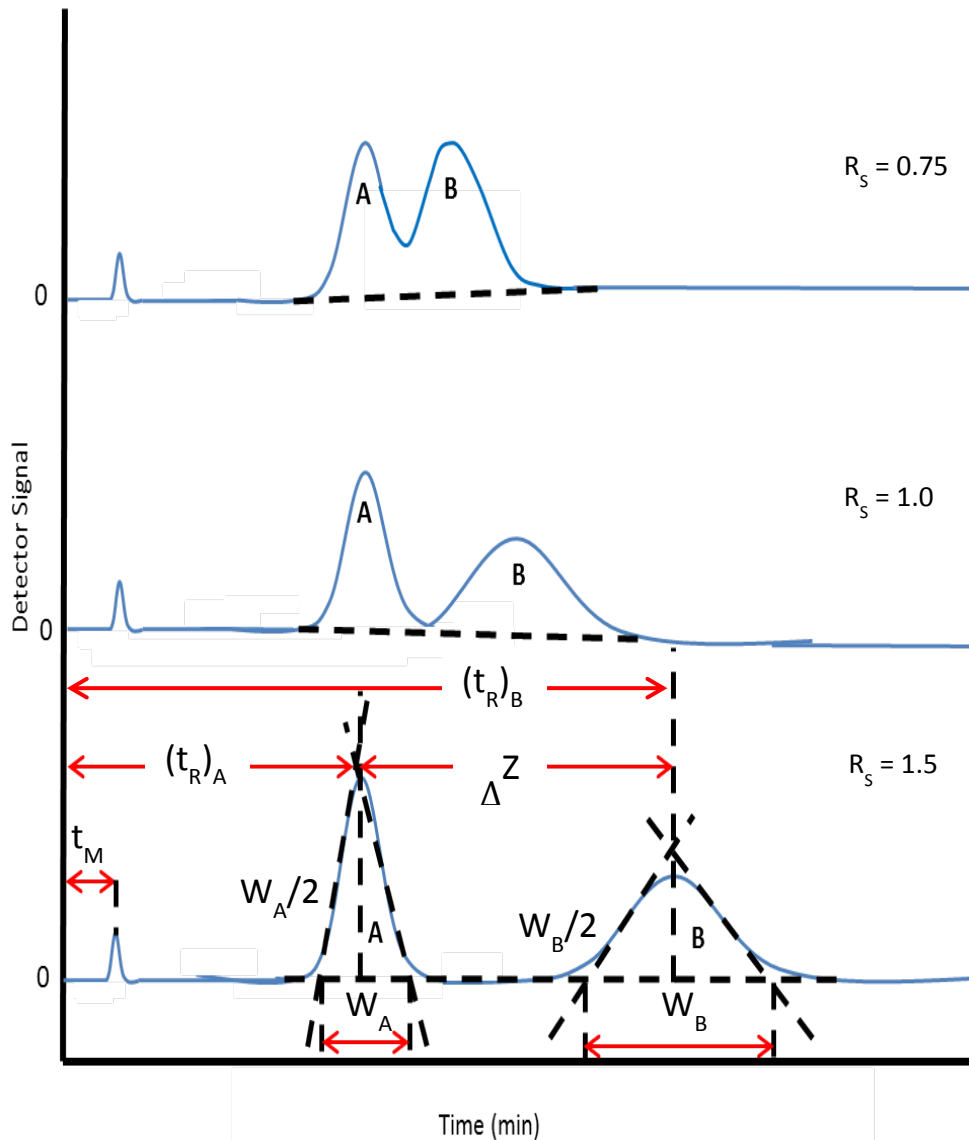 R_S = 0.75
A
B
0
R_S = 1.0
A
B
0
Detector Signal
(t_R)_B
(t_R)_A
Δ^Z
R_S = 1.5
t_M
W_A/2
A
W_B/2
B
0
W_A
W_B
Time (min)